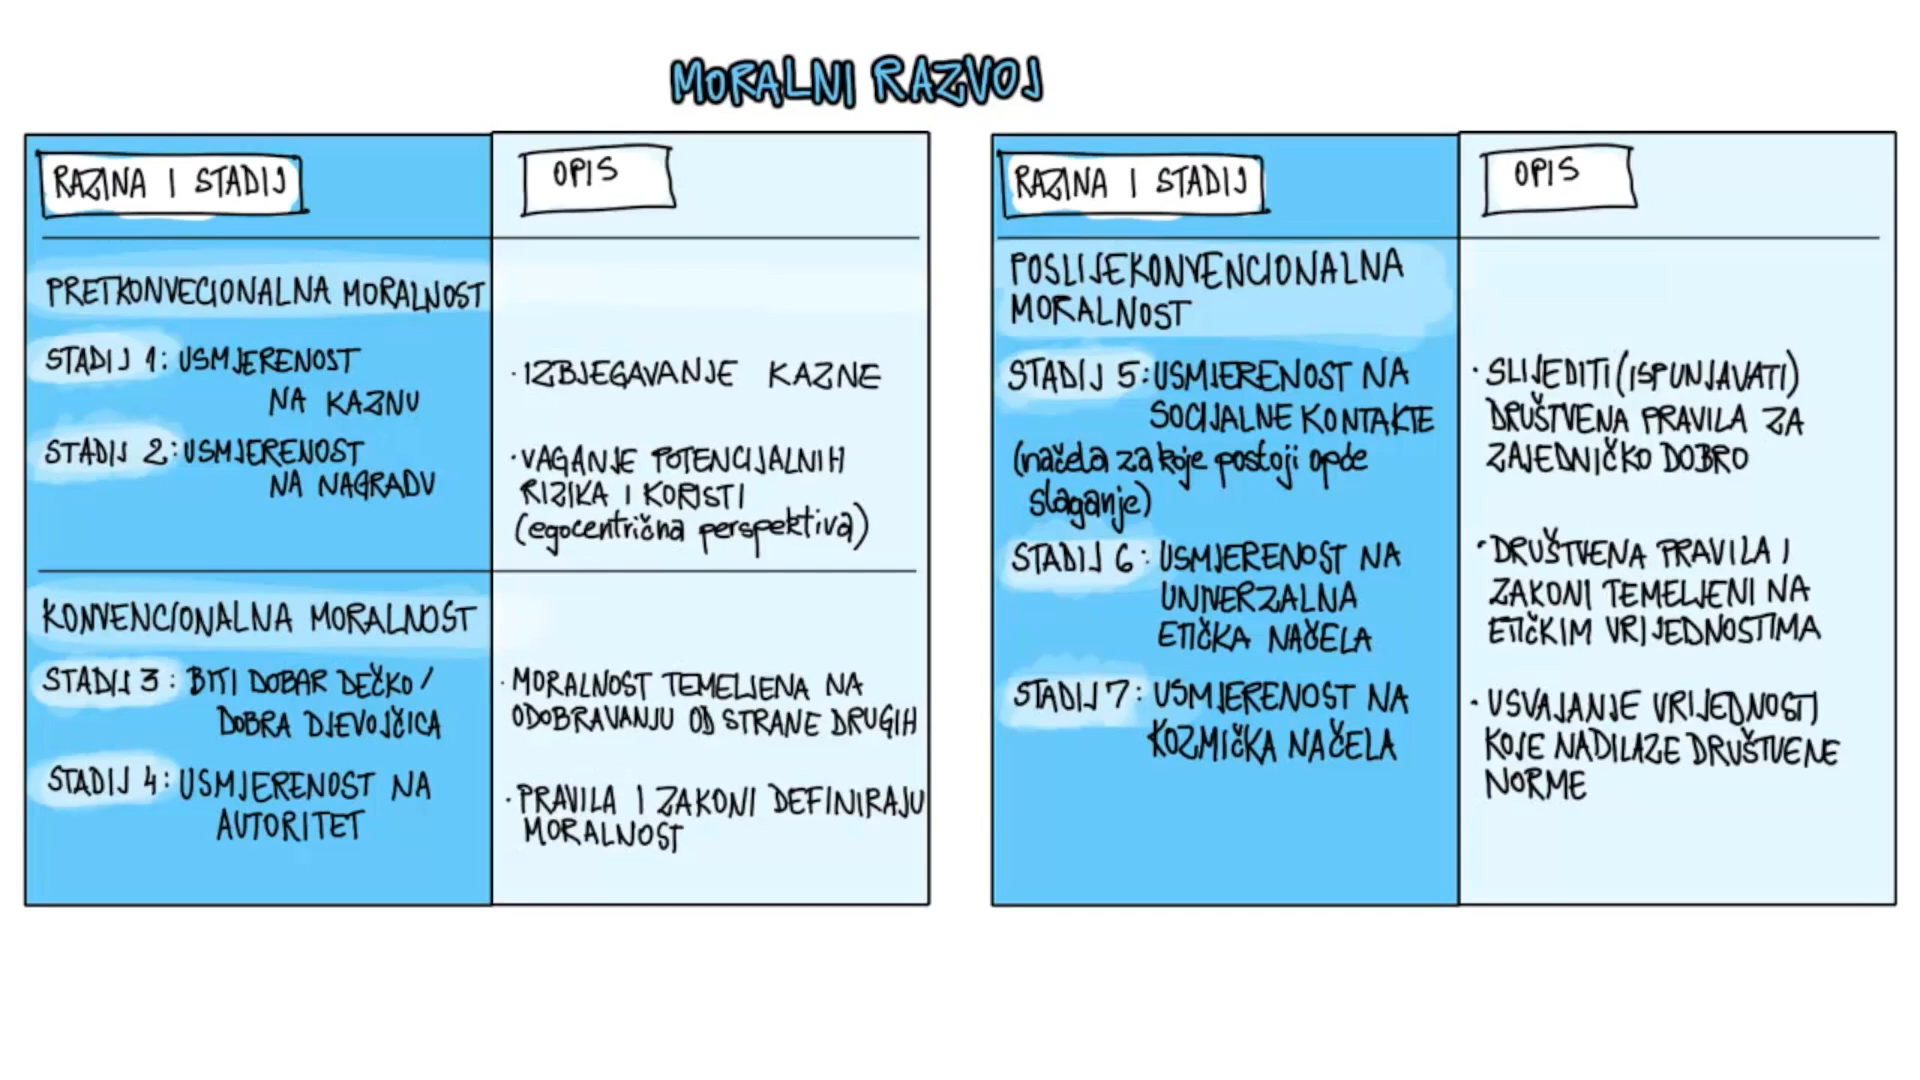 MORALNI RAZVOJ
RAZINA I STADIJ
OPIS
PRETKONVECIONALNA MORALNOST
STADIJ 1: USMJERENOST
NA KAZNU
· IZBJEGAVANJE KAZNE
STADIJ 2: USMJERENOST
NA NAGRADU
· VAGANJE POTENCIJALNIH
RIZIKA I KORISTI
(egocentrična perspektiva)
KONVENCIONALNA MORALNOST
STADIJ 3: BITI DOBAR DEČKO /
DOBRA DJEVOJČICA
· MORALNOST TEMELJENA NA
ODOBRAVANJU OD STRANE DRUGIH
STADIJ 4: USMJERENOST NA
AUTORITET
· PRAVILA I ZAKONI DEFINIRAJU
MORALNOST
RAZINA I STADIJ
OPIS
POSLIJEKONVENCIONALNA
MORALNOST
STADIJ 5: USMJERENOST NA
SOCIJALNE KONTAKTE
(načela za koje postoji opće
slaganje)
· SLIJEDITI (ISPUNJAVATI)
DRUŠTVENA PRAVILA ZA
ZAJEDNIČKO DOBRO
STADIJ 6: USMJERENOST NA
UNIVERZALNA
ETIČKA NAČELA
· DRUŠTVENA PRAVILA I
ZAKONI TEMELJENI NA
ETIČKIM VRIJEDNOSTIMA
STADIJ 7: USMJERENOST NA
KOZMIČKA NAČELA
· USVAJANJE VRIJEDNOSTI
KOJE NADILAZE DRUŠTVENE
NORME